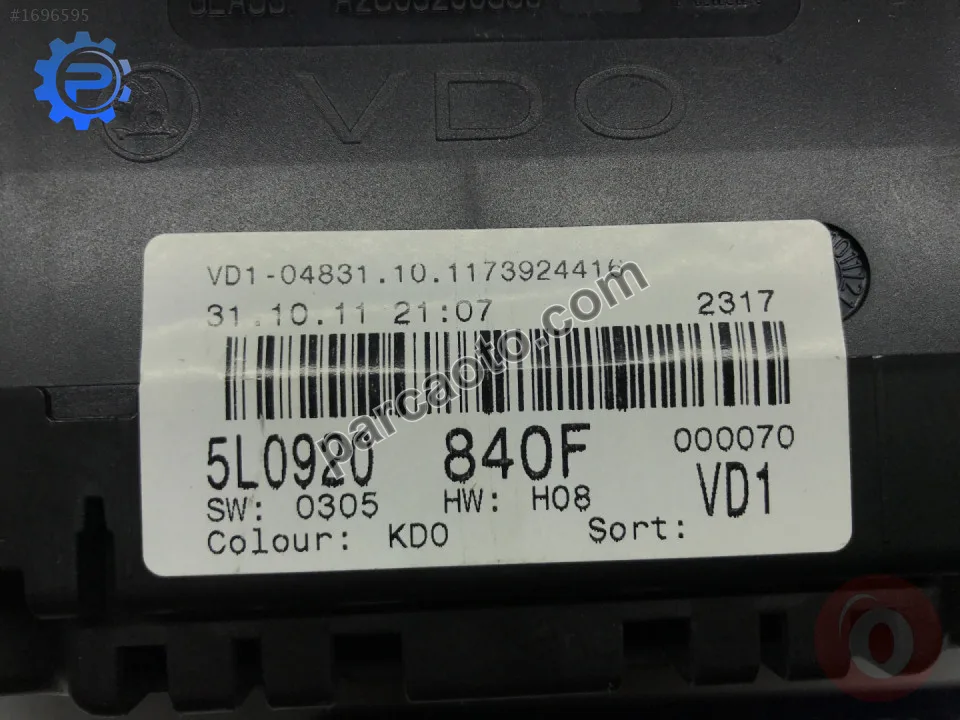 #1696595
VDO
VD1-04831.10.1173924416
31.10.11 21:07 2317
parcaoto.com
5L0920 840F 000070
SW: 0305 HW: H08 VD1
Colour: KD0 Sort: